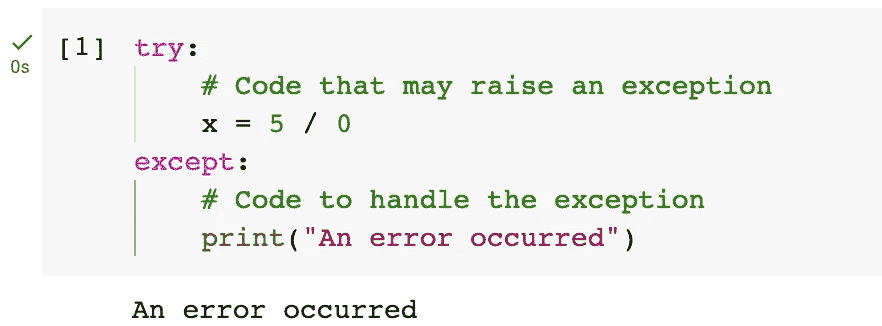 [1] try:
# Code that may raise an exception
0s
x = 5 / 0
except:
# Code to handle the exception
print("An error occurred")
An error occurred